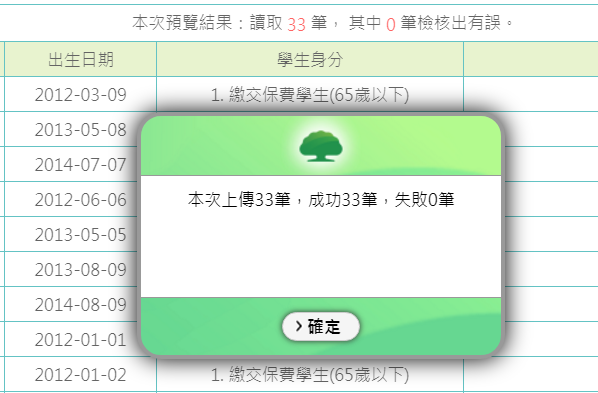 本次預覽結果：讀取 33 筆， 其中 0 筆檢核出有誤。
出生日期 學生身分
2012-03-09 1. 繳交保費學生(65歲以下)
2013-05-08
2014-07-07
本次上傳33筆，成功33筆，失敗0筆
2012-06-06
2013-05-05
2013-08-09
2014-08-09
確定
2012-01-01
2012-01-02 1. 繳交保費學生(65歲以下)